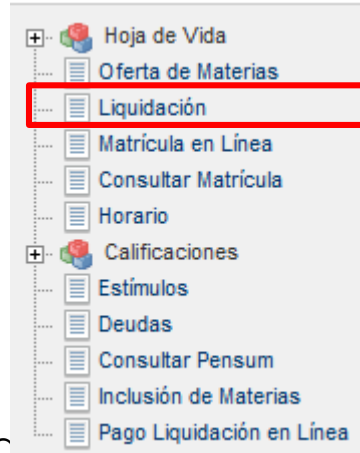 Hoja de Vida
Oferta de Materias
Liquidación
Matrícula en Línea
Consultar Matrícula
Horario
Calificaciones
Estímulos
Deudas
Consultar Pensum
Inclusión de Materias
Pago Liquidación en Línea